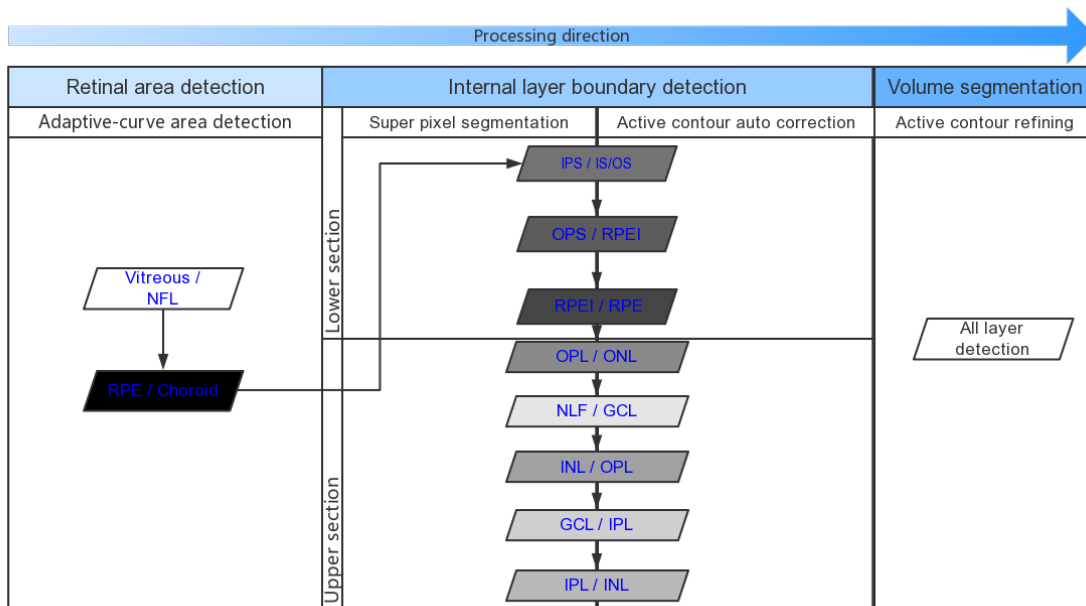 Processing direction
Retinal area detection
Internal layer boundary detection
Volume segmentation
Adaptive-curve area detection
Super pixel segmentation
Active contour auto correction
Active contour refining
Lower section
Upper section
Vitreous /
NFL
RPE / Choroid
IPS / IS/OS
OPS / RPEI
RPEI / RPE
OPL / ONL
NLF / GCL
INL / OPL
GCL / IPL
IPL / INL
All layer
detection